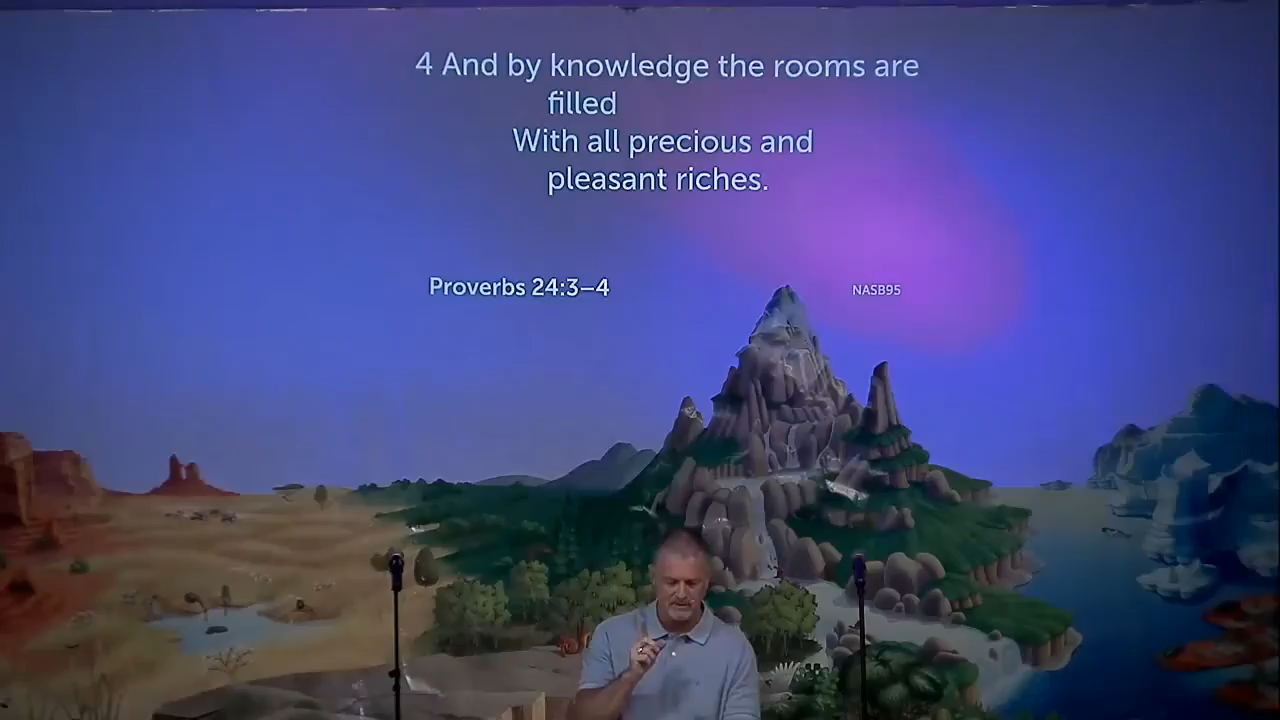 4 And by knowledge the rooms are
filled
With all precious and
pleasant riches.
Proverbs 24:3–4 NASB95